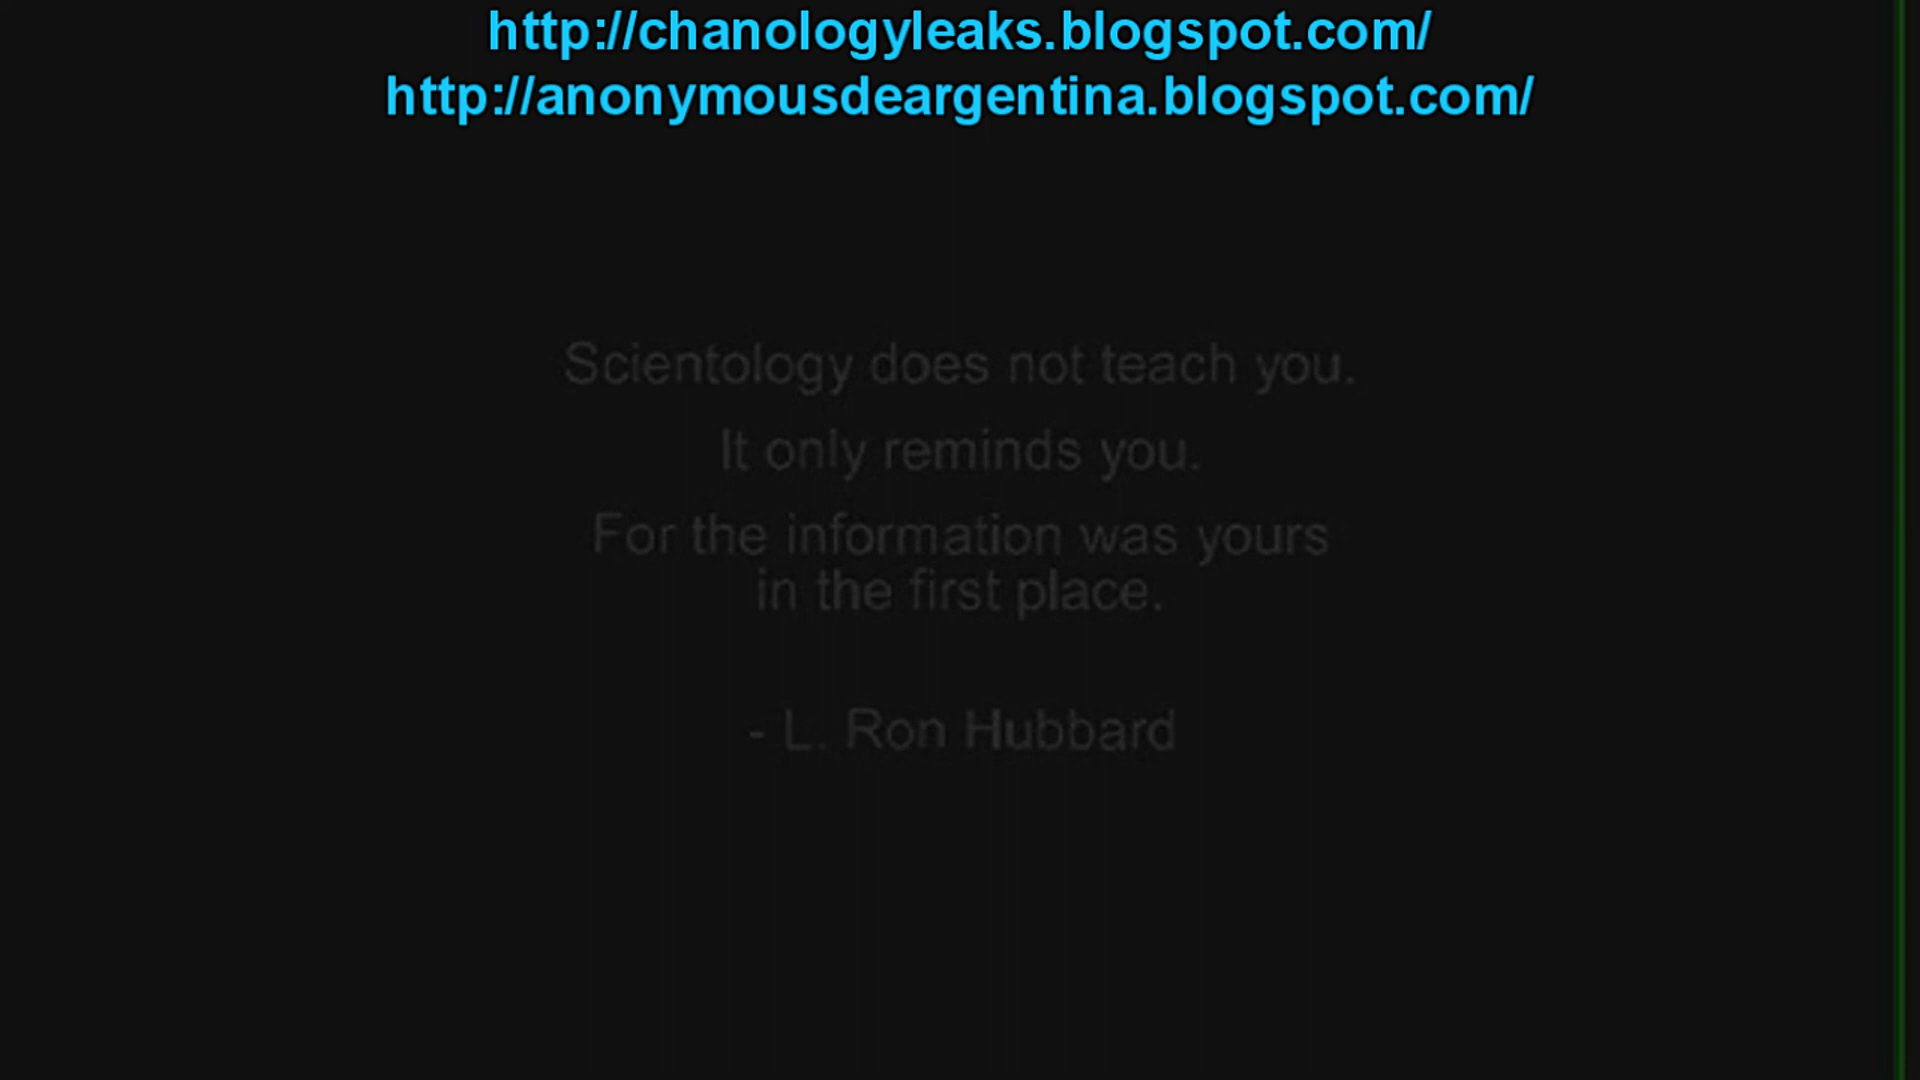 http://chanologyleaks.blogspot.com/
http://anonymousdeargentina.blogspot.com/
Scientology does not teach you.
It only reminds you.
For the information was yours
in the first place.
- L. Ron Hubbard